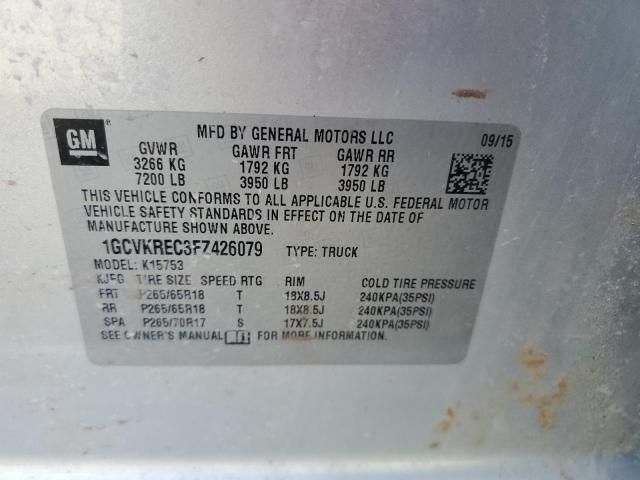 GM
MFD BY GENERAL MOTORS LLC 09/15
GVWR GAWR FRT GAWR RR
3266 KG 1792 KG 1792 KG
7200 LB 3950 LB 3950 LB
THIS VEHICLE CONFORMS TO ALL APPLICABLE U.S. FEDERAL MOTOR
VEHICLE SAFETY STANDARDS IN EFFECT ON THE DATE OF
MANUFACTURE SHOWN ABOVE.
1GCVKREC3FZ426079 TYPE: TRUCK
MODEL: K15753
KJFG TIRE SIZE SPEED RTG RIM COLD TIRE PRESSURE
FRT P265/65R18 T 18X8.5J 240KPA(35PSI)
RR P265/65R18 T 18X8.5J 240KPA(35PSI)
SPA P265/70R17 S 17X7.5J 240KPA(35PSI)
SEE OWNER'S MANUAL FOR MORE INFORMATION.